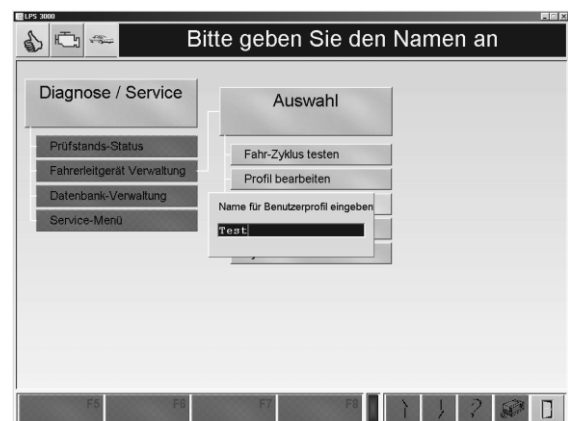 LPS 3000
Bitte geben Sie den Namen an
Diagnose / Service
Prüfstands-Status
Fahrerleitgerät Verwaltung
Datenbank-Verwaltung
Service-Menü
Auswahl
Fahr-Zyklus testen
Profil bearbeiten
Name für Benutzerprofil eingeben
Test
F5 F6 F7 F8